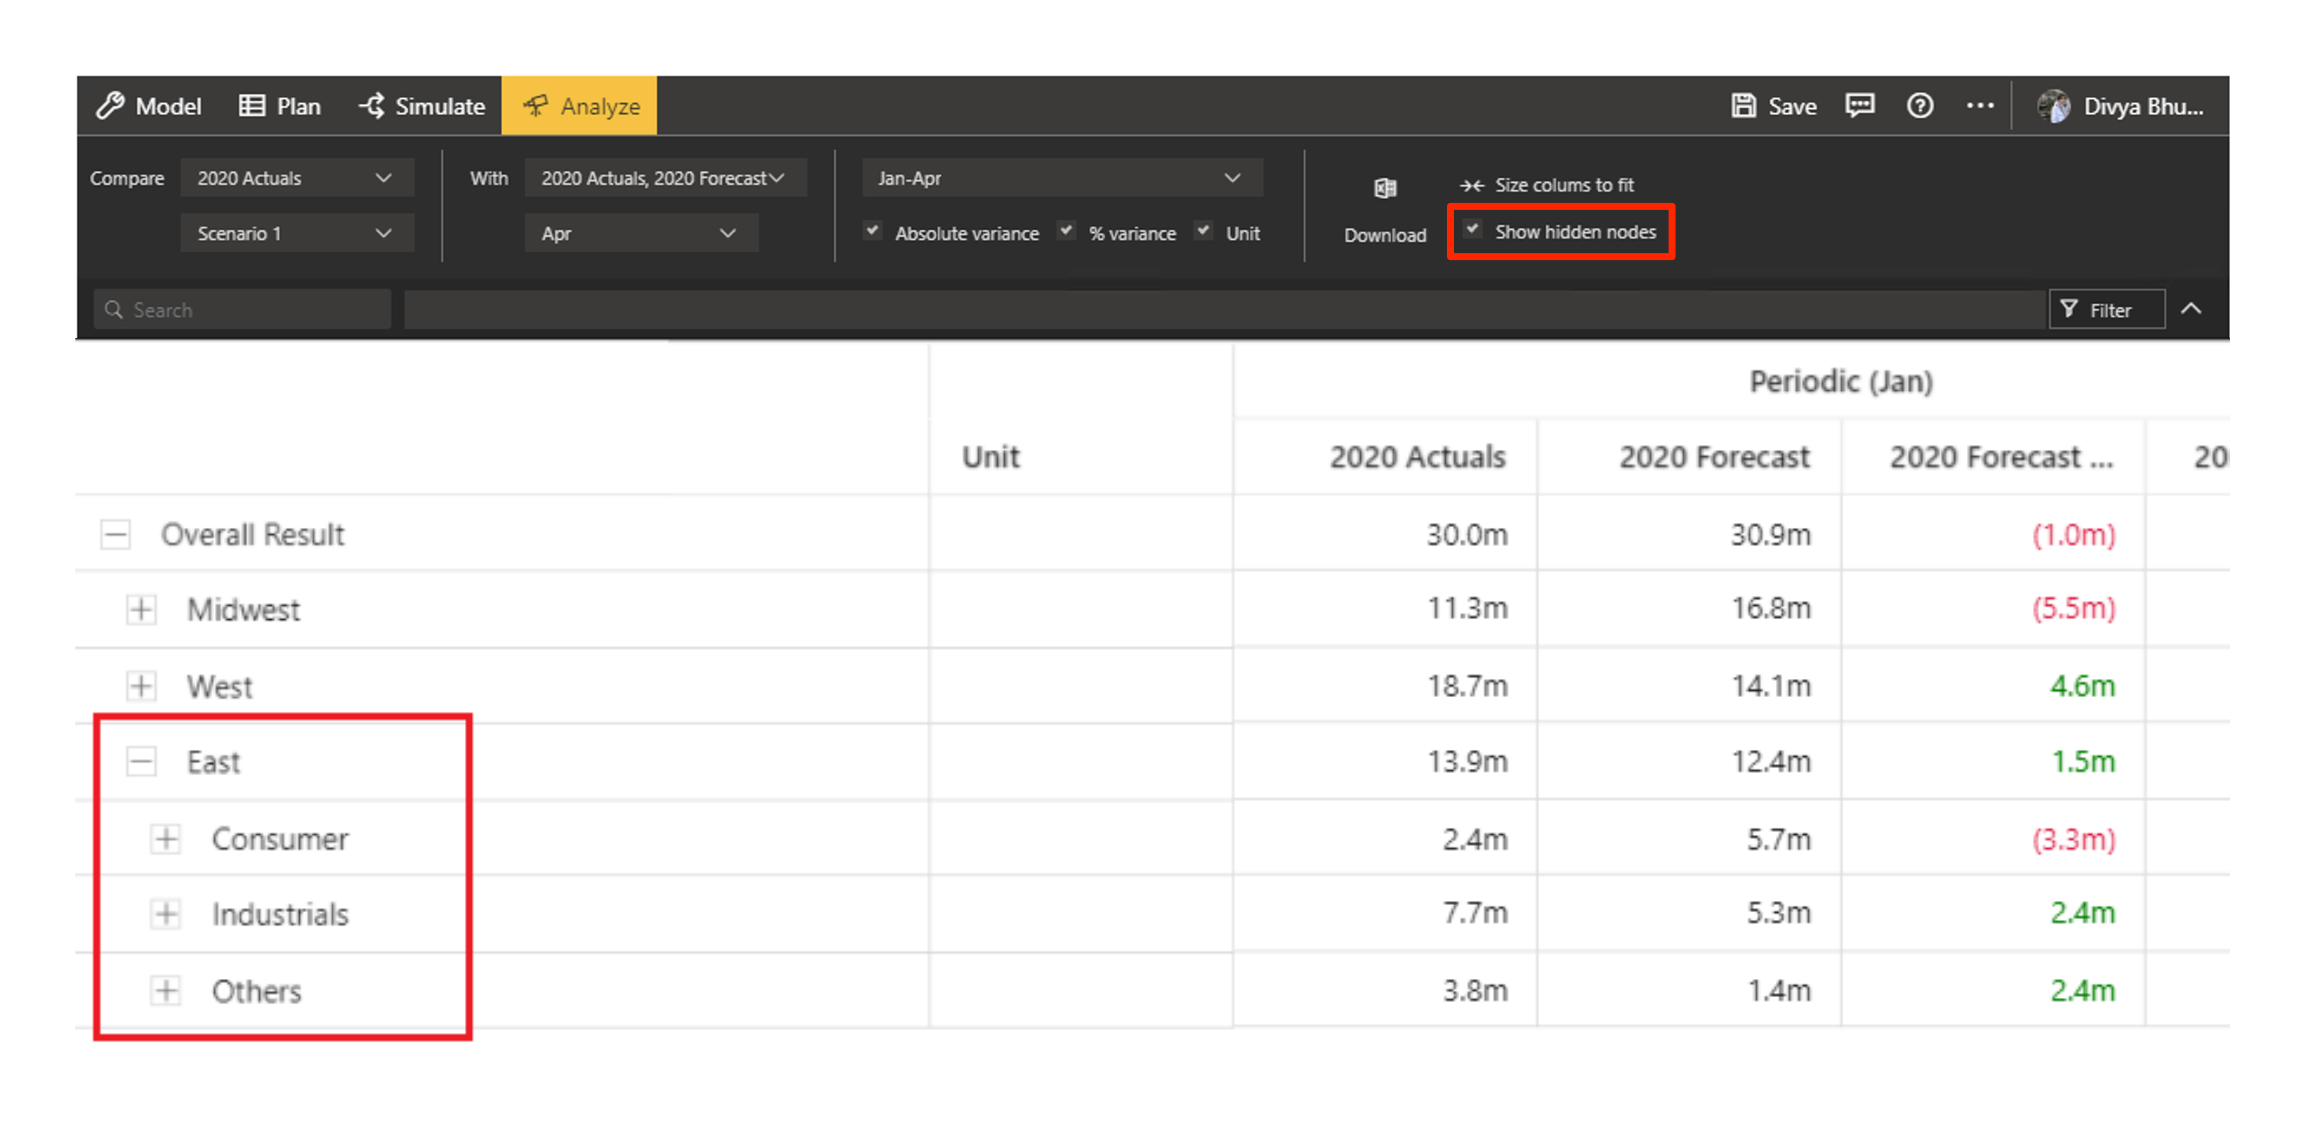 Model Plan Simulate Analyze Save Divya Bhu...
Compare 2020 Actuals With 2020 Actuals, 2020 Forecast Jan-Apr Size colums to fit
Scenario 1 Apr Absolute variance % variance Unit Download Show hidden nodes
Search Filter
Periodic (Jan)
Unit 2020 Actuals 2020 Forecast 2020 Forecast ... 20
Overall Result 30.0m 30.9m (1.0m)
Midwest 11.3m 16.8m (5.5m)
West 18.7m 14.1m 4.6m
East 13.9m 12.4m 1.5m
Consumer 2.4m 5.7m (3.3m)
Industrials 7.7m 5.3m 2.4m
Others 3.8m 1.4m 2.4m